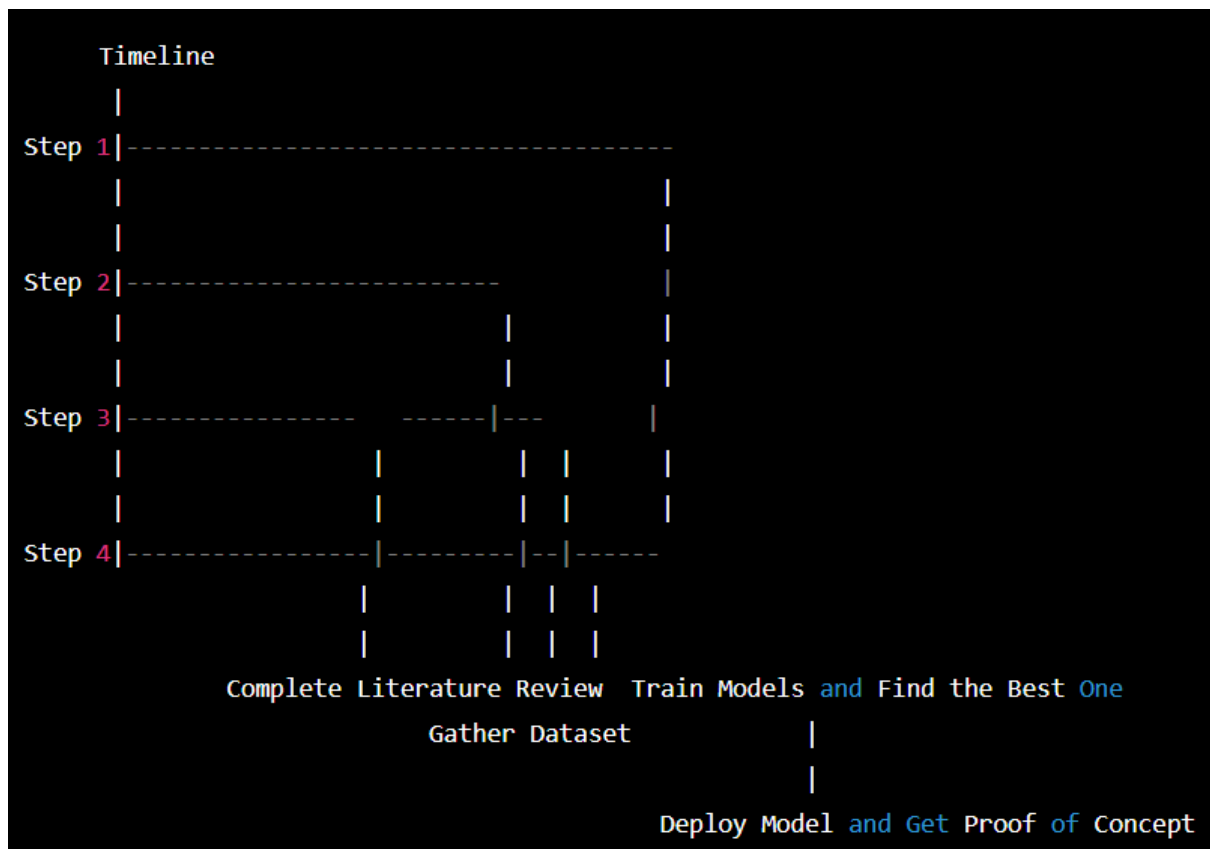 Timeline
Step 1
Step 2
Step 3
Step 4
Complete Literature Review Train Models and Find the Best One
Gather Dataset
Deploy Model and Get Proof of Concept